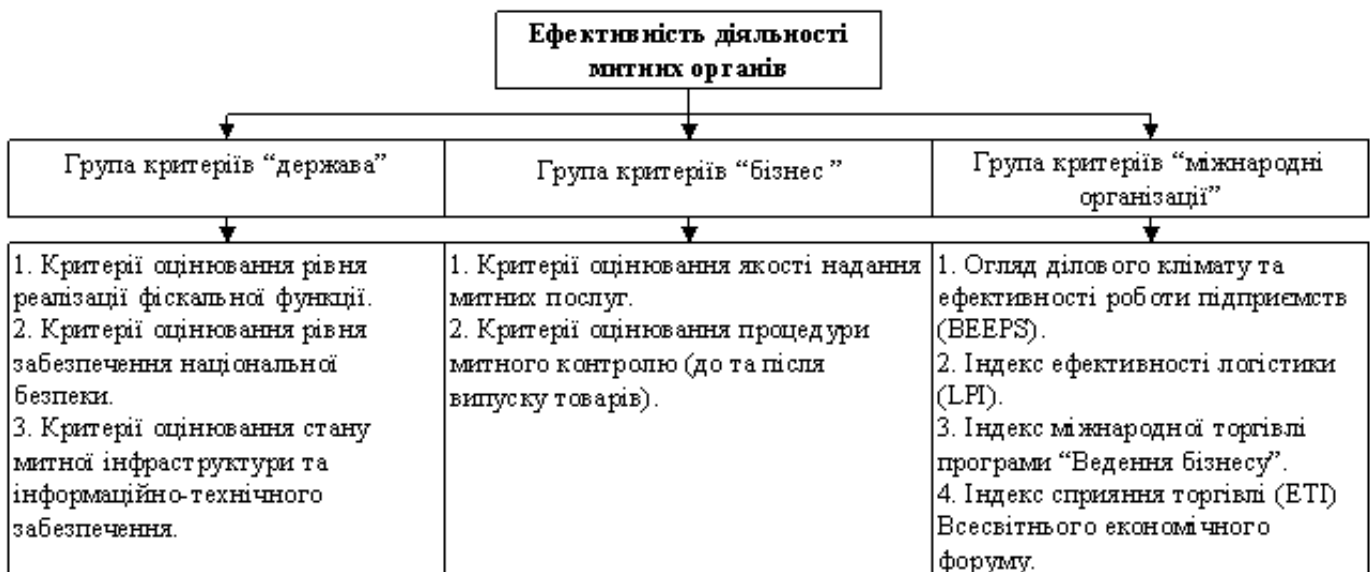 Ефективність діяльності
митних органів
Група критеріїв “держава”
Група критеріїв “бізнес”
Група критеріїв “міжнародні
організації”
1. Критерії оцінювання рівня
реалізації фіскальної функції.
2. Критерії оцінювання рівня
забезпечення національної
безпеки.
3. Критерії оцінювання стану
митної інфраструктури та
інформаційно-технічного
забезпечення.
1. Критерії оцінювання якості надання
митних послуг.
2. Критерії оцінювання процедури
митного контролю (до та після
випуску товарів).
1. Огляд ділового клімату та
ефективності роботи підприємств
(BEEPS).
2. Індекс ефективності логістики
(LPI).
3. Індекс міжнародної торгівлі
програми “Ведення бізнесу”.
4. Індекс сприяння торгівлі (ETI)
Всесвітнього економічного
форуму.